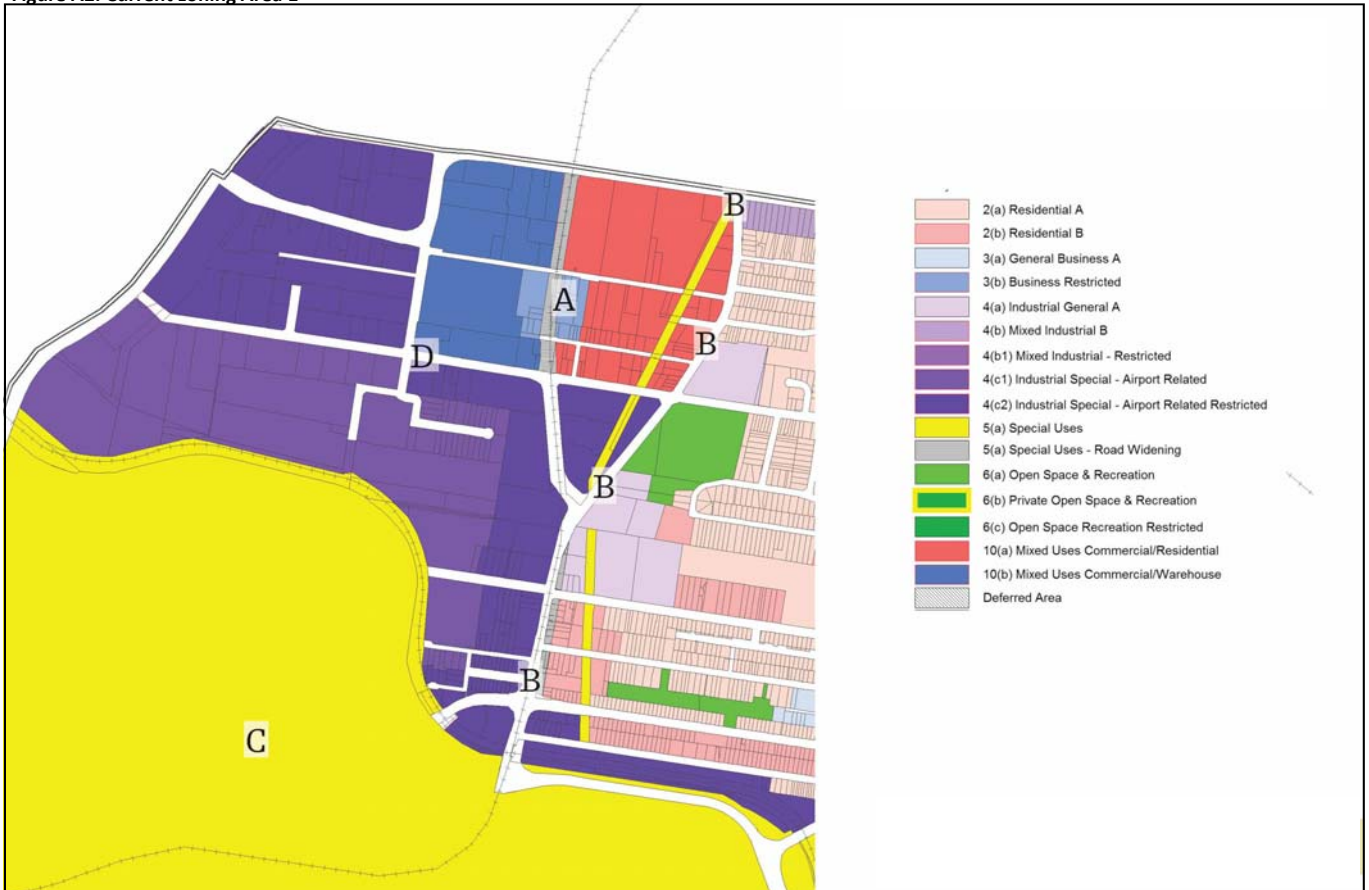 B
A
B
D
B
B
C
2(a) Residential A
2(b) Residential B
3(a) General Business A
3(b) Business Restricted
4(a) Industrial General A
4(b) Mixed Industrial B
4(b1) Mixed Industrial - Restricted
4(c1) Industrial Special - Airport Related
4(c2) Industrial Special - Airport Related Restricted
5(a) Special Uses
5(a) Special Uses - Road Widening
6(a) Open Space & Recreation
6(b) Private Open Space & Recreation
6(c) Open Space Recreation Restricted
10(a) Mixed Uses Commercial/Residential
10(b) Mixed Uses Commercial/Warehouse
Deferred Area